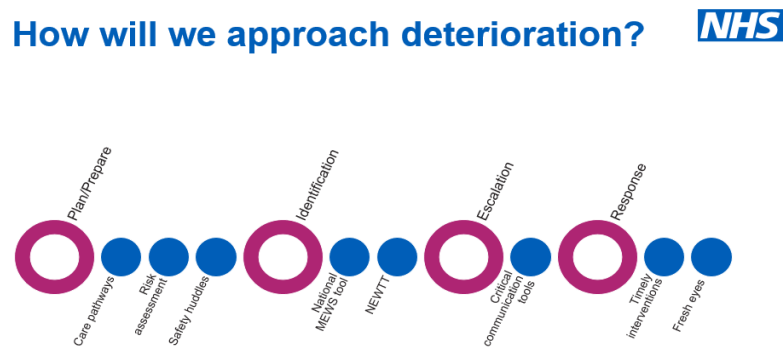 How will we approach deterioration?
NHS
Plan/Prepare
Care pathways
Risk
assessment
Safety huddles
Identification
National
MEWS tool
NEWTT
Escalation
Critical
communication
tools
Response
Timely
interventions
Fresh eyes